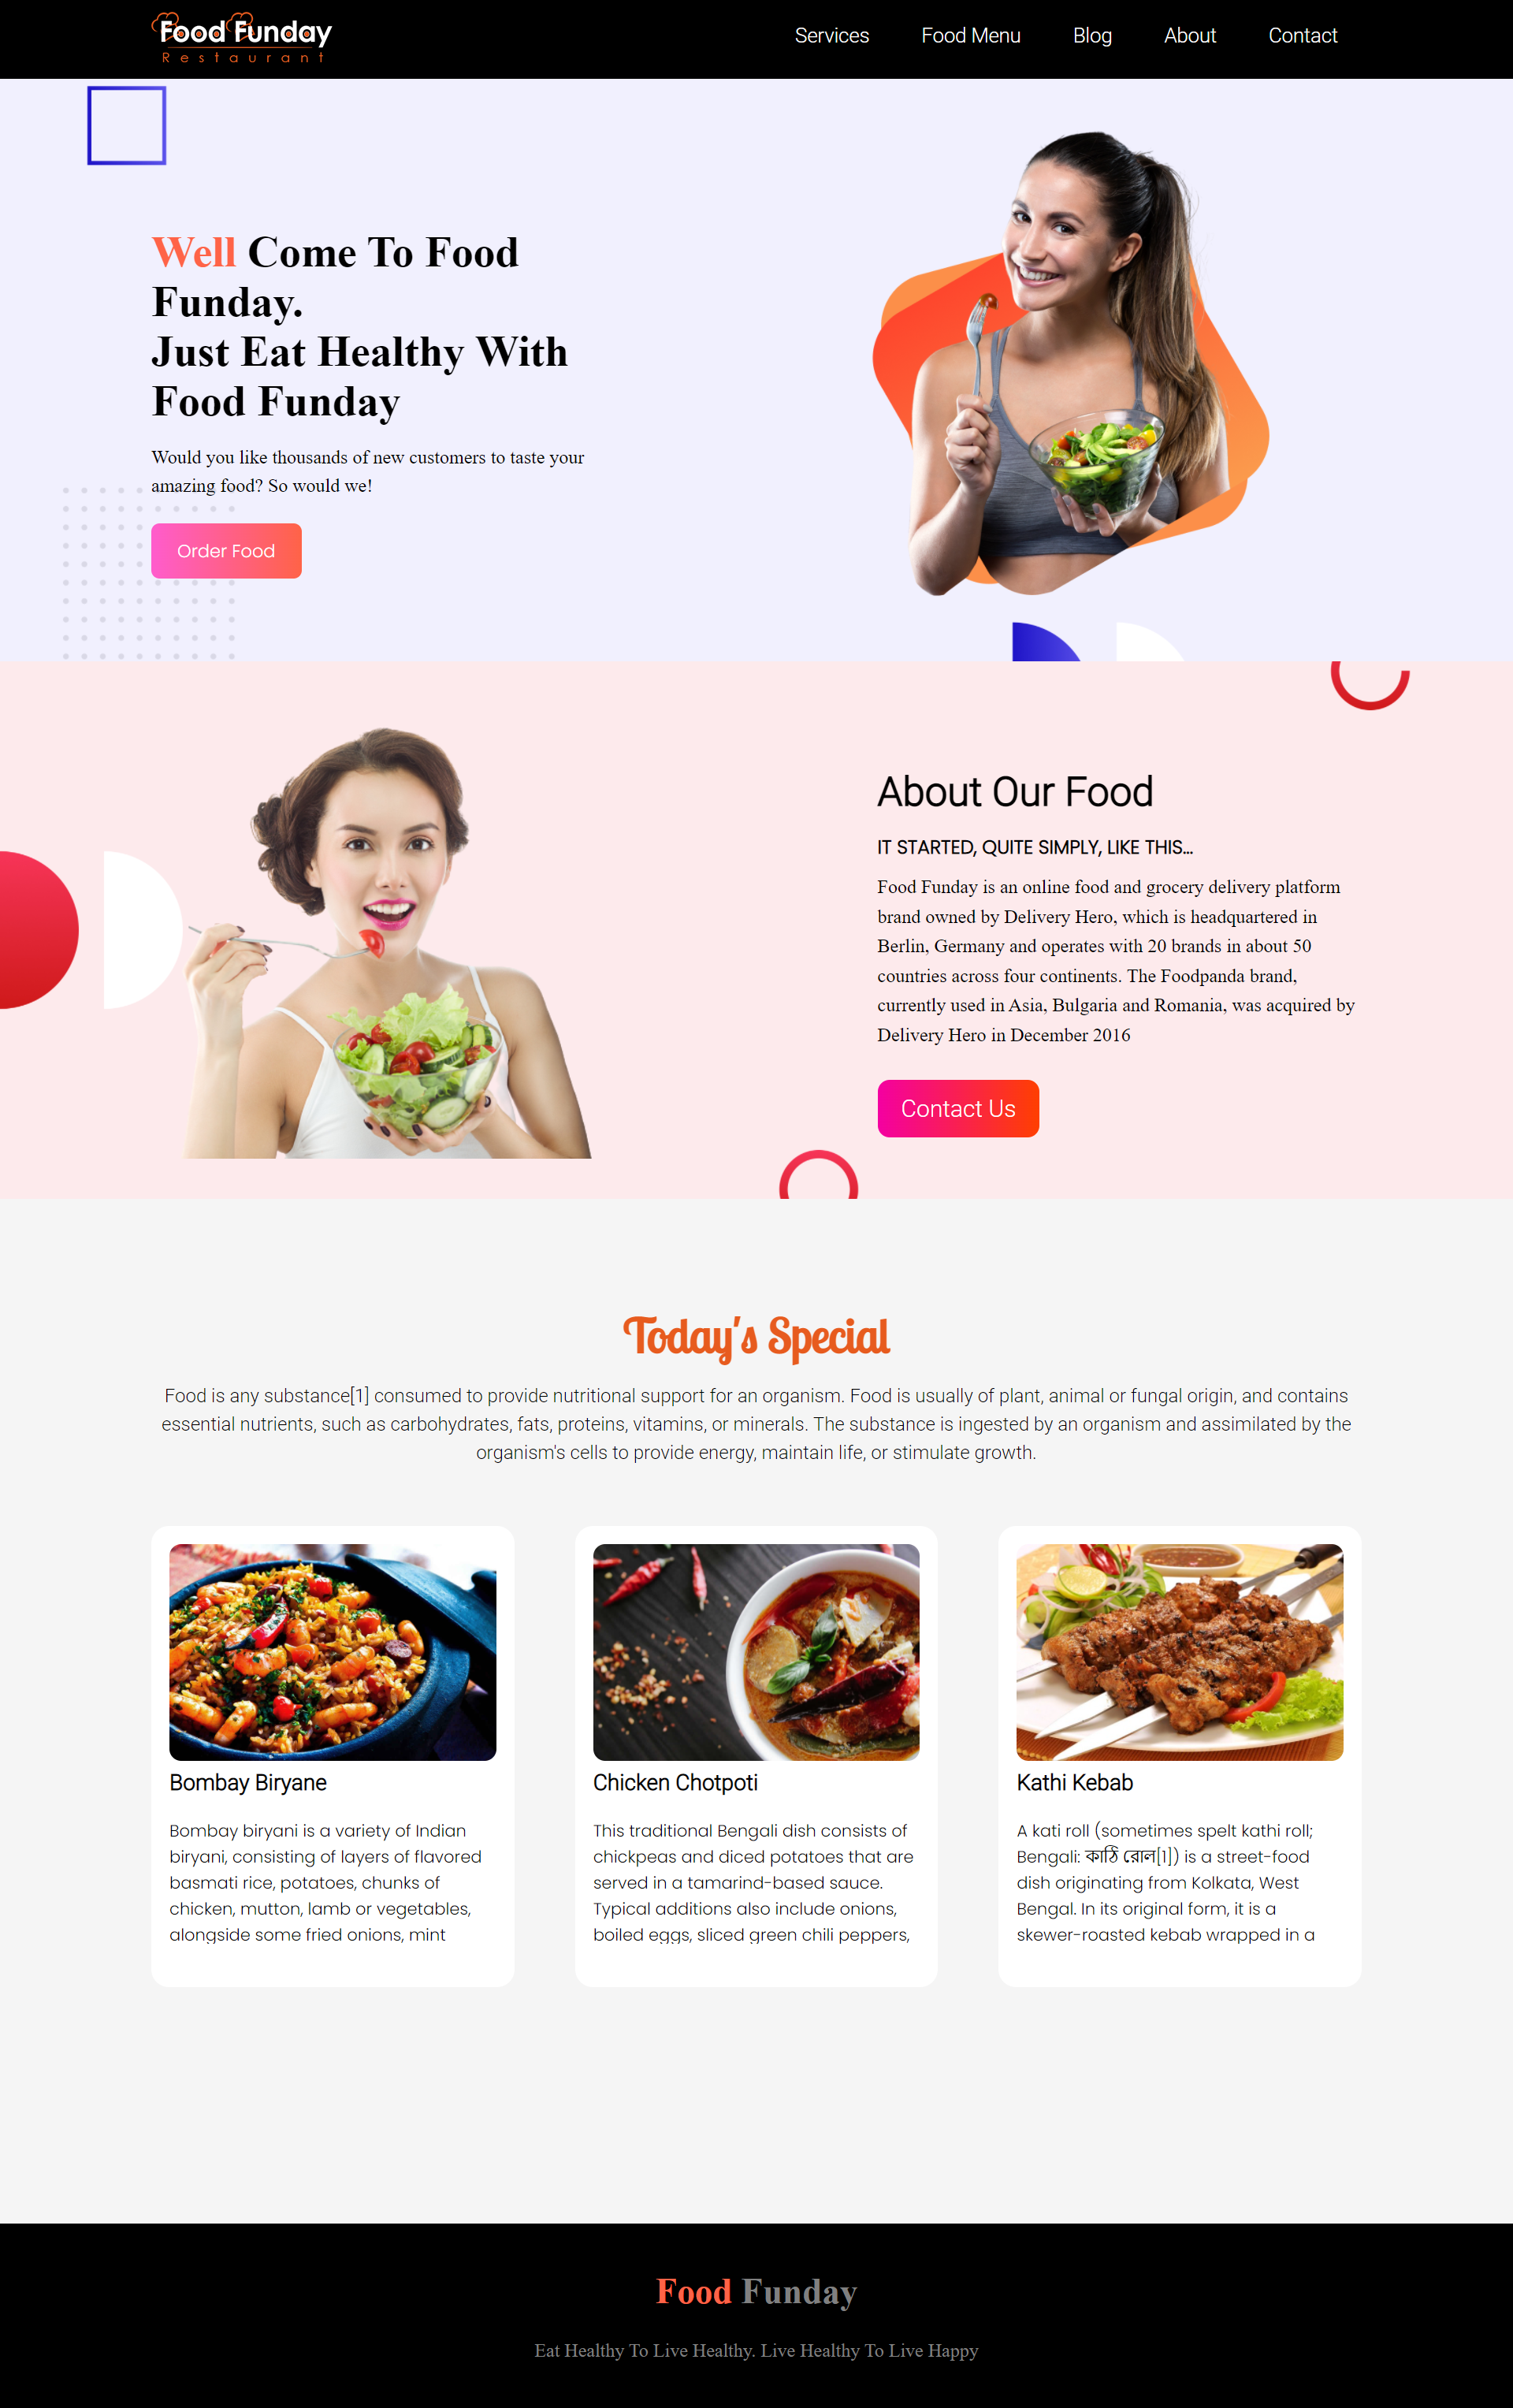 Food Funday
Restaurant
Services Food Menu Blog About Contact
Well Come To Food
Funday.
Just Eat Healthy With
Food Funday
Would you like thousands of new customers to taste your
amazing food? So would we!
Order Food
About Our Food
IT STARTED, QUITE SIMPLY, LIKE THIS...
Food Funday is an online food and grocery delivery platform
brand owned by Delivery Hero, which is headquartered in
Berlin, Germany and operates with 20 brands in about 50
countries across four continents. The Foodpanda brand,
currently used in Asia, Bulgaria and Romania, was acquired by
Delivery Hero in December 2016
Contact Us
Today's Special
Food is any substance[1] consumed to provide nutritional support for an organism. Food is usually of plant, animal or fungal origin, and contains
essential nutrients, such as carbohydrates, fats, proteins, vitamins, or minerals. The substance is ingested by an organism and assimilated by the
organism's cells to provide energy, maintain life, or stimulate growth.
Bombay Biryane
Bombay biryani is a variety of Indian
biryani, consisting of layers of flavored
basmati rice, potatoes, chunks of
chicken, mutton, lamb or vegetables,
alongside some fried onions, mint
Chicken Chotpoti
This traditional Bengali dish consists of
chickpeas and diced potatoes that are
served in a tamarind-based sauce.
Typical additions also include onions,
boiled eggs, sliced green chili peppers,
Kathi Kebab
A kati roll (sometimes spelt kathi roll;
Bengali: কাঠি রোল[1]) is a street-food
dish originating from Kolkata, West
Bengal. In its original form, it is a
skewer-roasted kebab wrapped in a
Food Funday
Eat Healthy To Live Healthy. Live Healthy To Live Happy